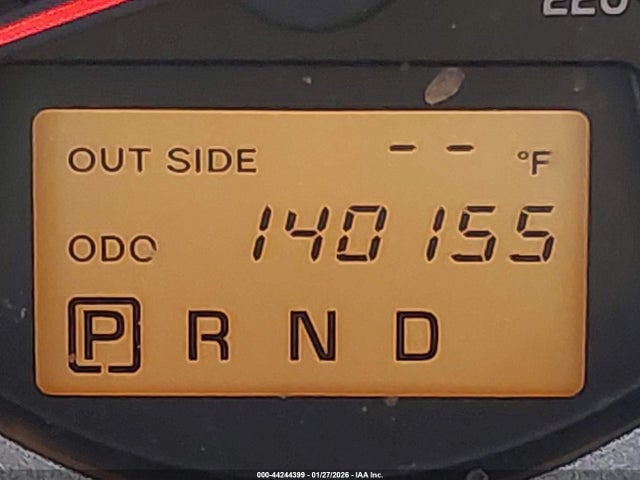 220
OUT SIDE -- °F
ODO 140155
P R N D
000-44244399 - 01/27/2026 - IAA Inc.